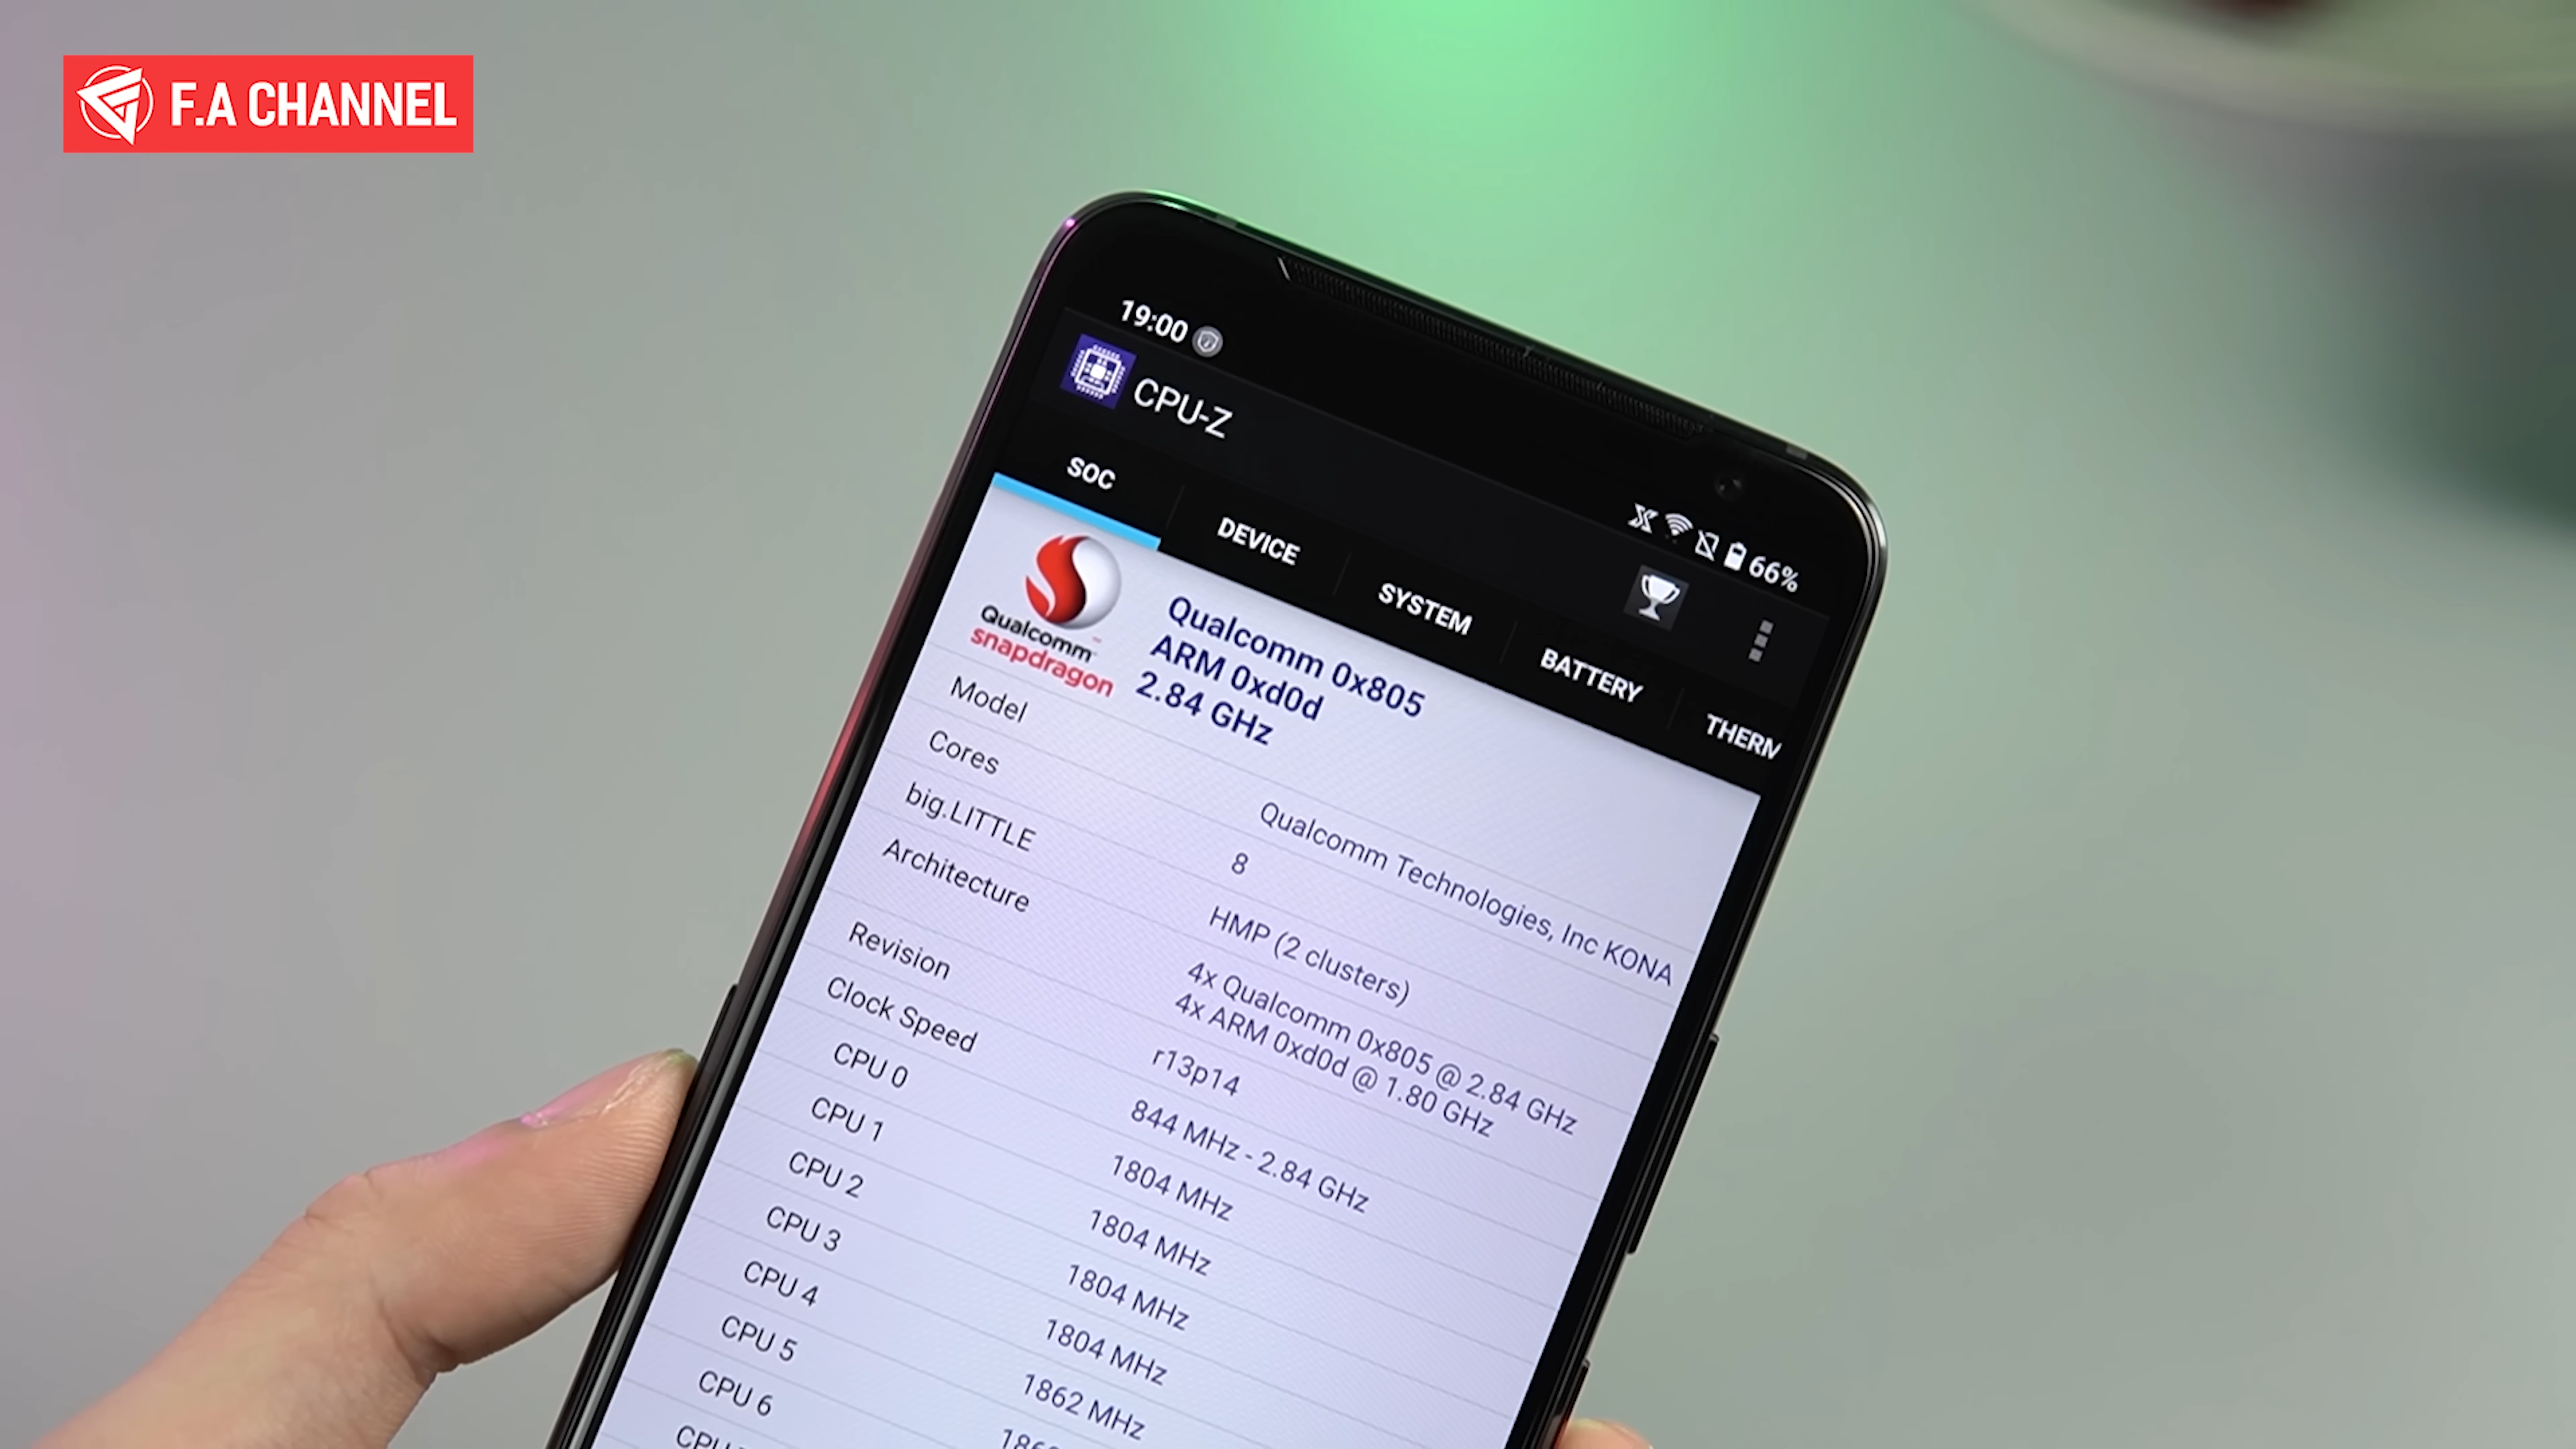 F.A CHANNEL
19:00
66%
CPU-Z
SOC
DEVICE
SYSTEM
BATTERY
THERM
Qualcomm
snapdragon
Qualcomm 0x805
ARM 0xd0d
2.84 GHz
Model
Qualcomm Technologies, Inc KONA
Cores
8
big.LITTLE
HMP (2 clusters)
Architecture
4x Qualcomm 0x805 @ 2.84 GHz
4x ARM 0xd0d @ 1.80 GHz
Revision
r13p14
Clock Speed
844 MHz - 2.84 GHz
CPU 0
1804 MHz
CPU 1
1804 MHz
CPU 2
1804 MHz
CPU 3
1804 MHz
CPU 4
1862 MHz
CPU 5
CPU 6